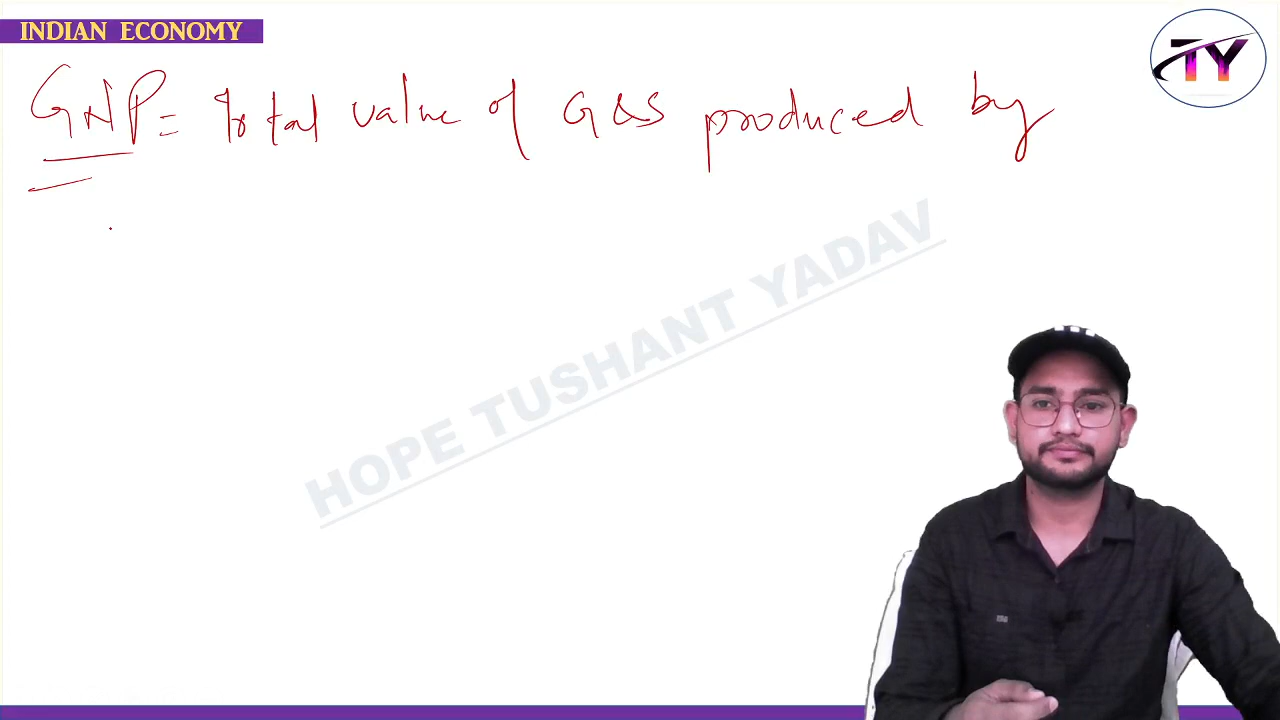 INDIAN ECONOMY
TY
GNP = total value of G&S produced by
HOPE TUSHANT YADAV